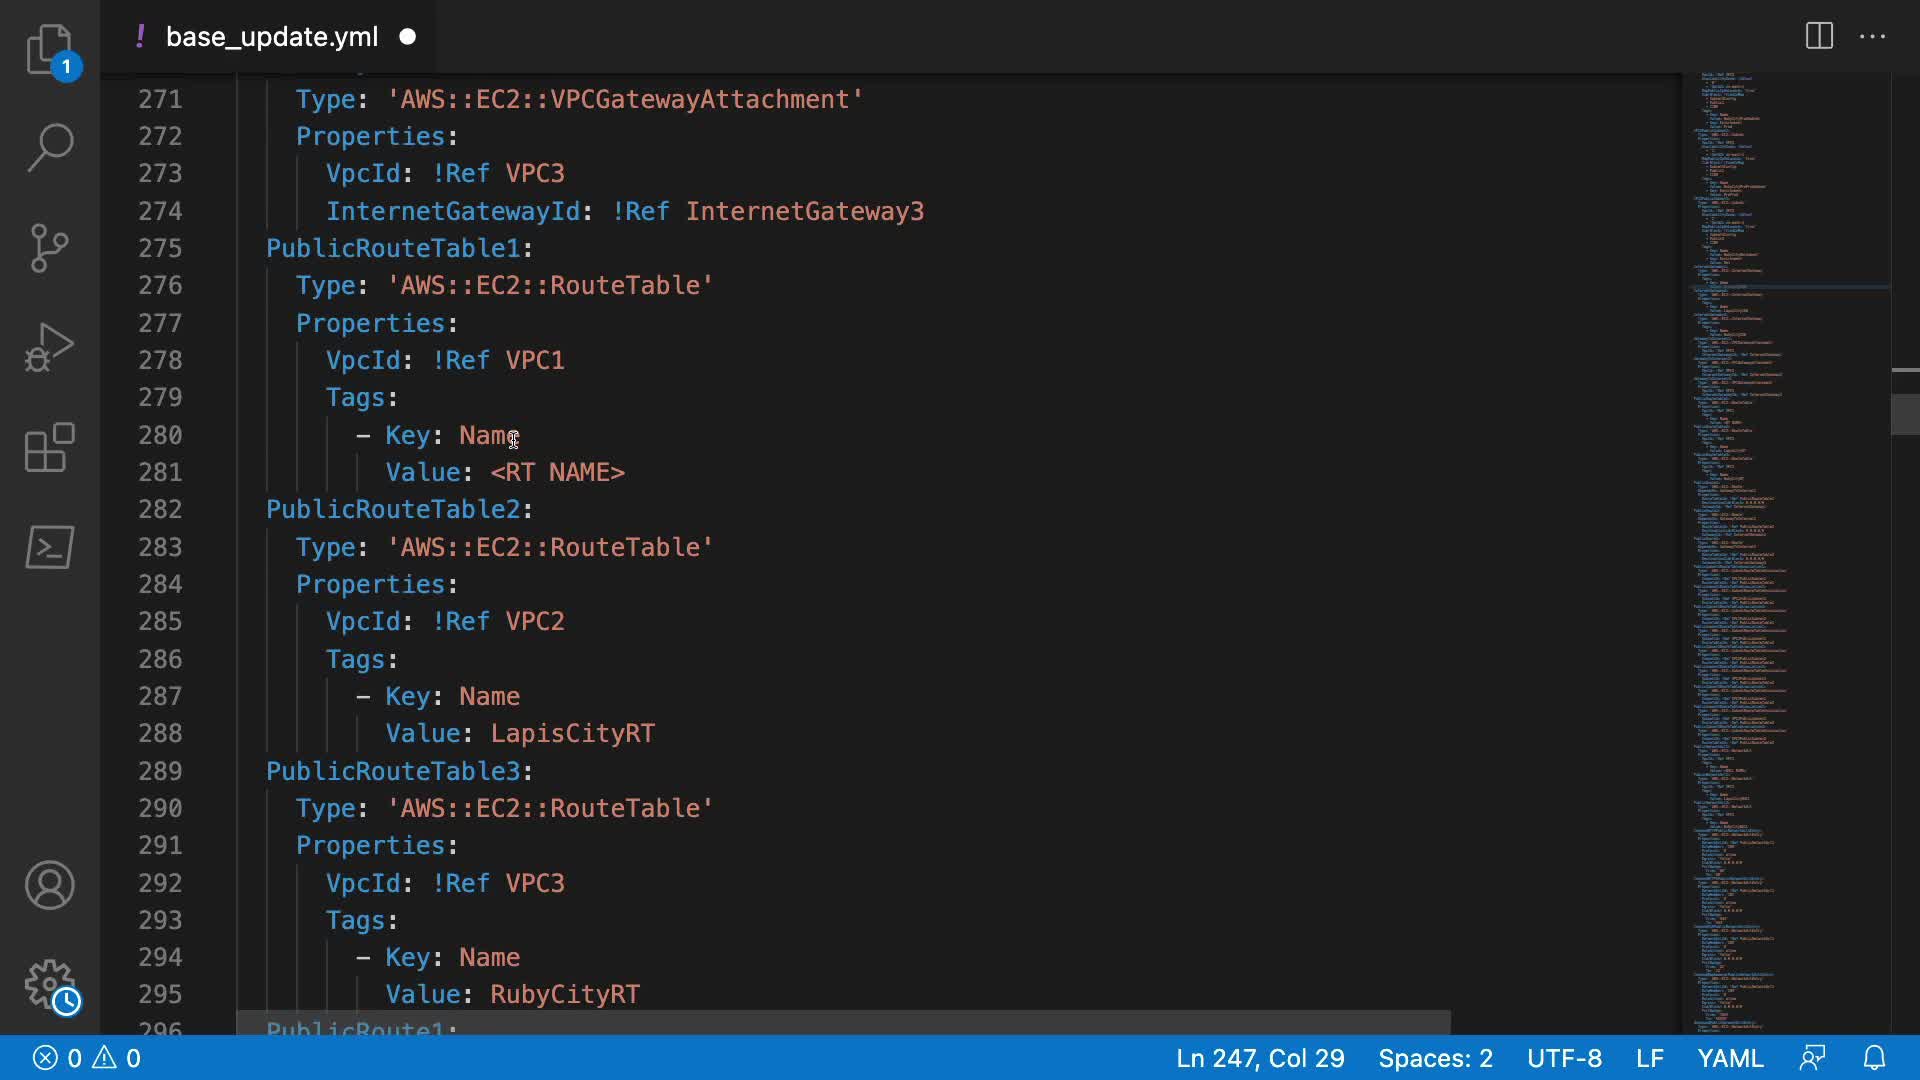 ! base_update.yml
1
271 Type: 'AWS::EC2::VPCGatewayAttachment'
272 Properties:
273 VpcId: !Ref VPC3
274 InternetGatewayId: !Ref InternetGateway3
275 PublicRouteTable1:
276 Type: 'AWS::EC2::RouteTable'
277 Properties:
278 VpcId: !Ref VPC1
279 Tags:
280 - Key: Name
281 Value: <RT NAME>
282 PublicRouteTable2:
283 Type: 'AWS::EC2::RouteTable'
284 Properties:
285 VpcId: !Ref VPC2
286 Tags:
287 - Key: Name
288 Value: LapisCityRT
289 PublicRouteTable3:
290 Type: 'AWS::EC2::RouteTable'
291 Properties:
292 VpcId: !Ref VPC3
293 Tags:
294 - Key: Name
295 Value: RubyCityRT
296 PublicRoute1:
0 0 Ln 247, Col 29 Spaces: 2 UTF-8 LF YAML